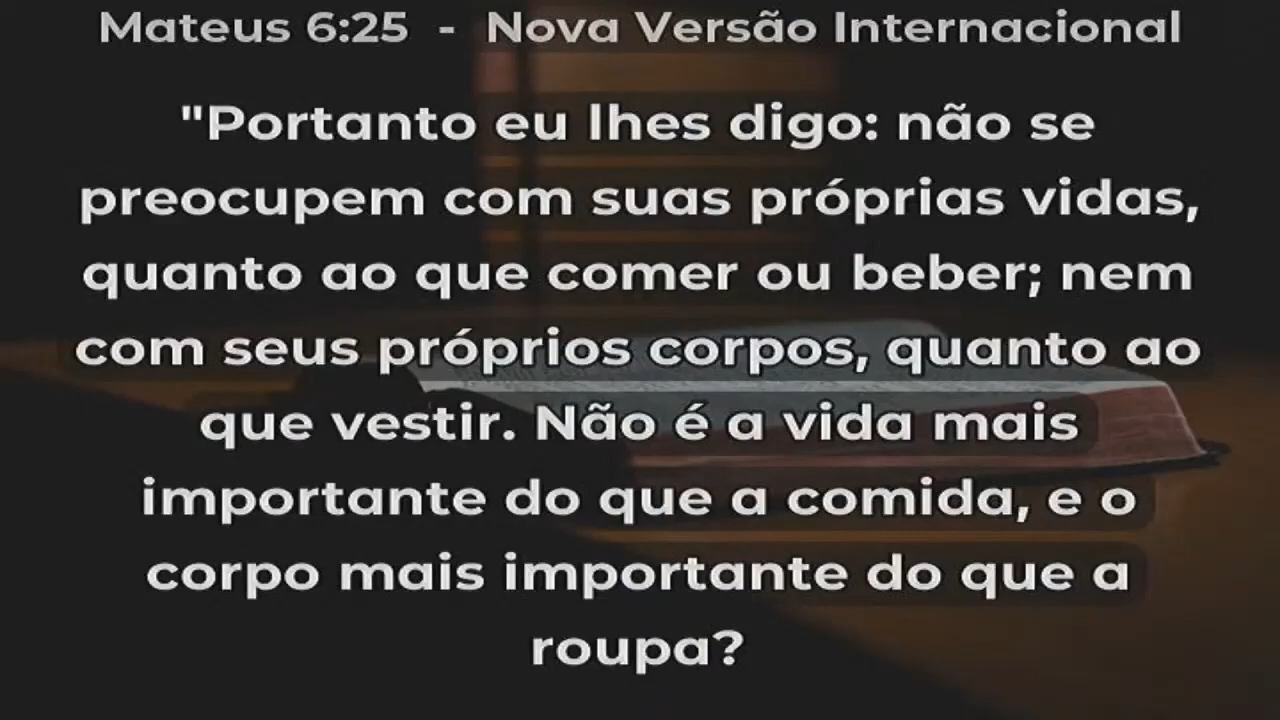 Mateus 6:25 - Nova Versão Internacional
"Portanto eu lhes digo: não se
preocupem com suas próprias vidas,
quanto ao que comer ou beber; nem
com seus próprios corpos, quanto ao
que vestir. Não é a vida mais
importante do que a comida, e o
corpo mais importante do que a
roupa?